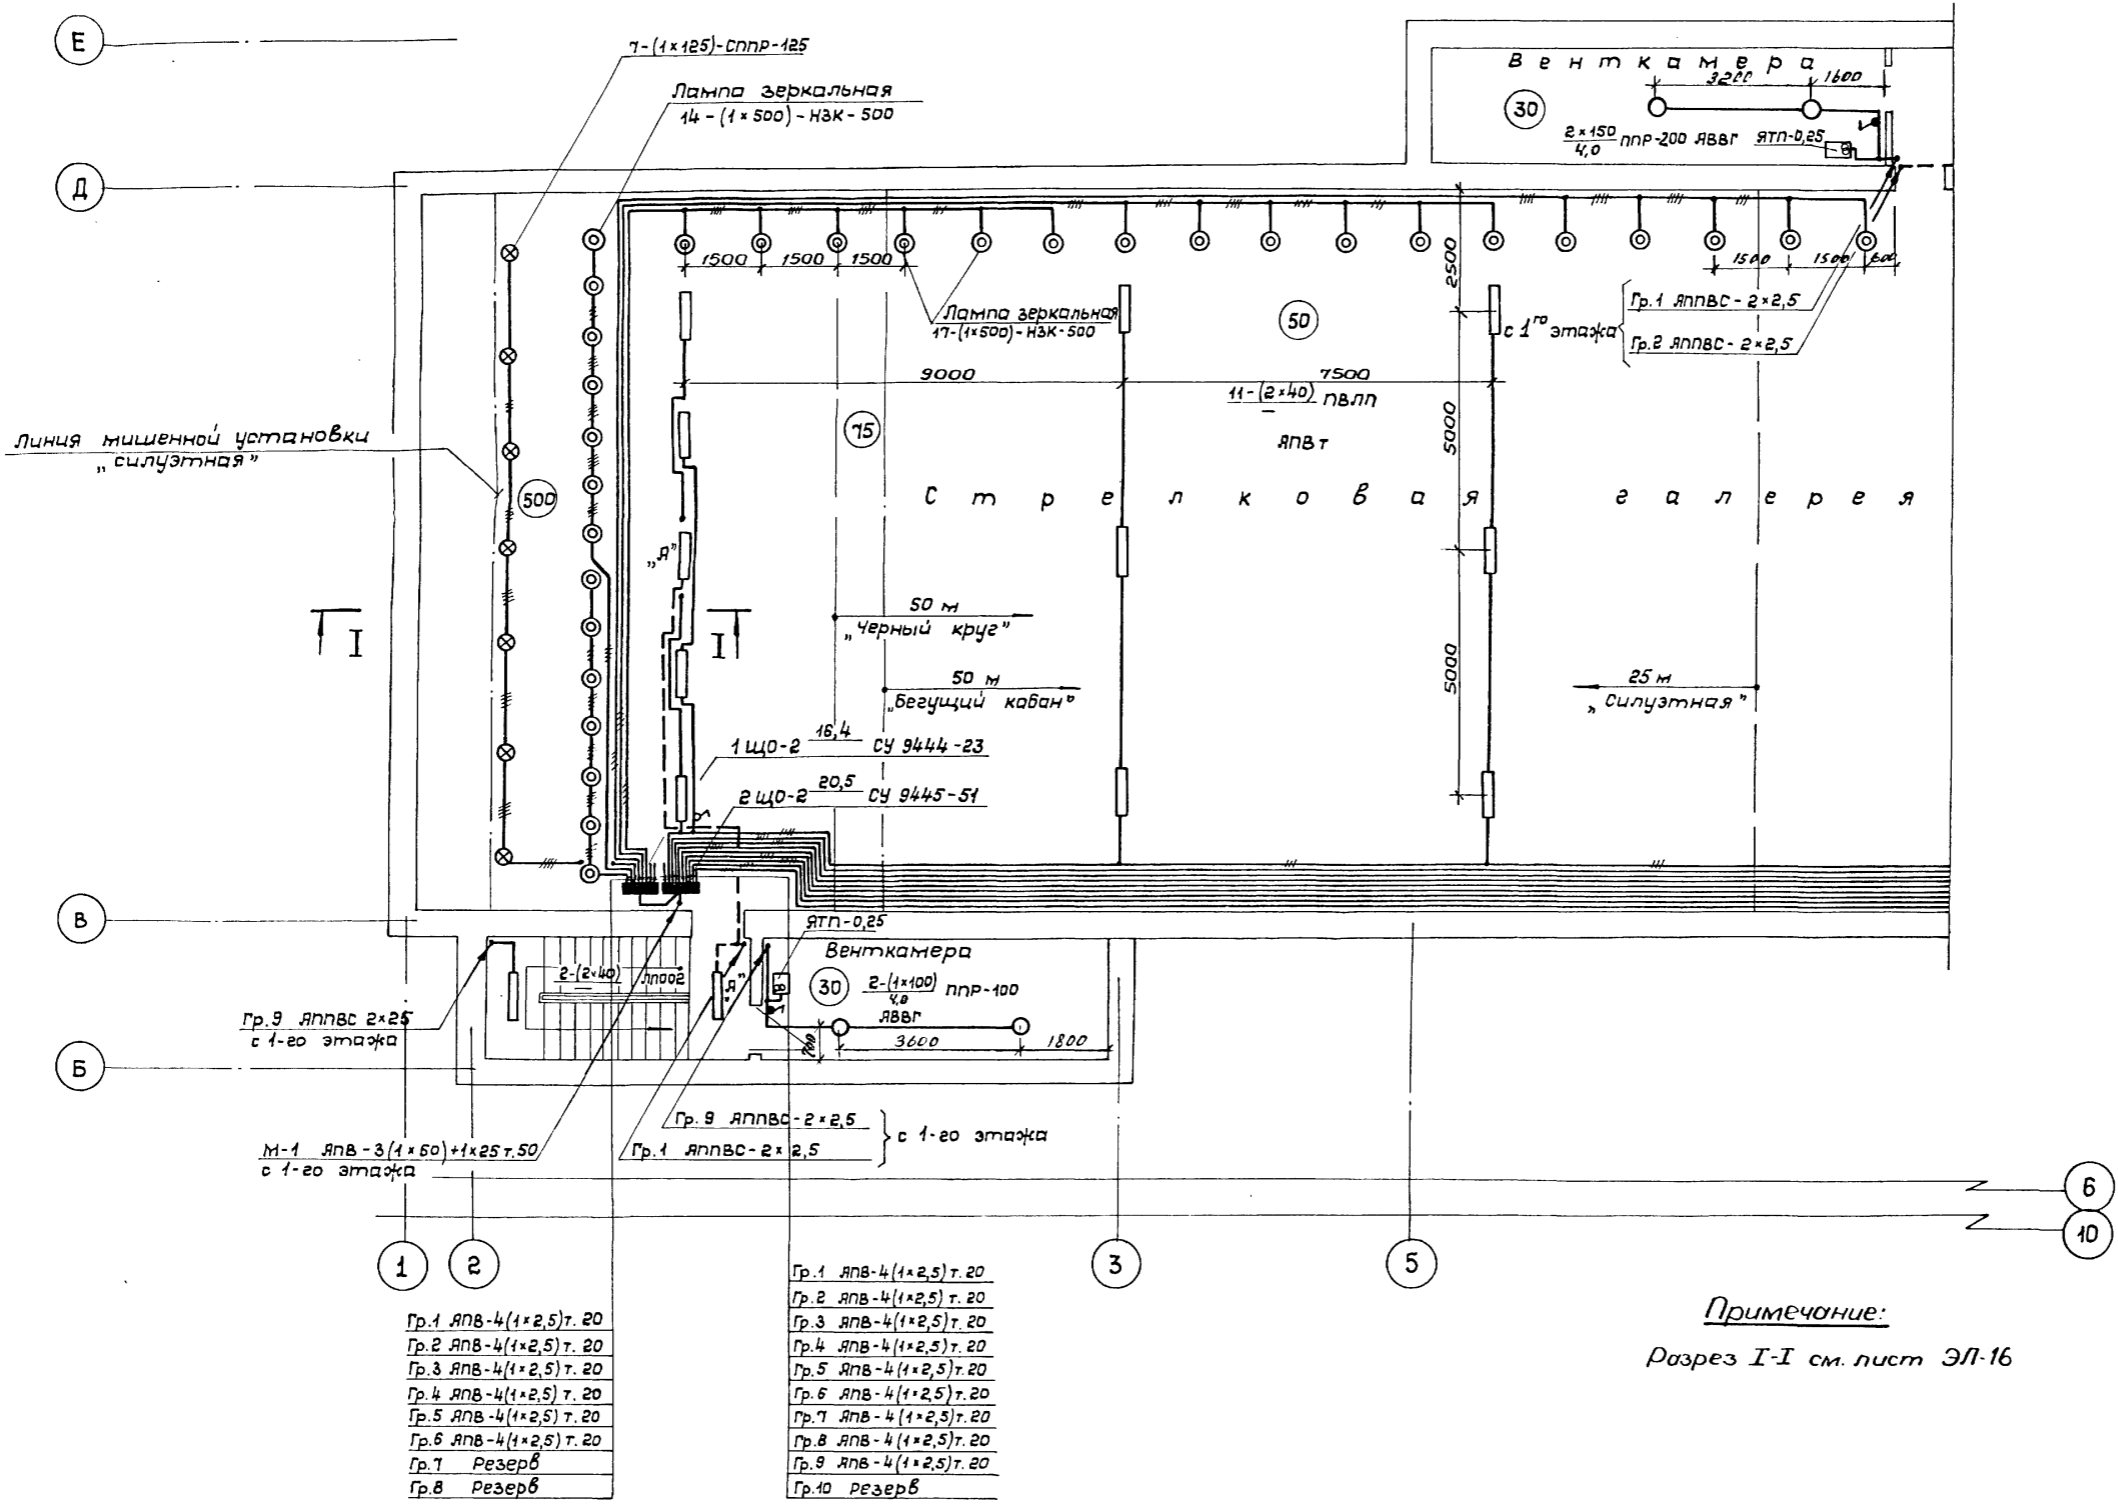 Е
7-(1×125)-СППР-125
Лампа зеркальная
14-(1×500)-НЗК-500
Венткамера
3200
1600
30
2×150
4,0
ППР-200 АВВГ
ЯТП-0,25
Д
1500
1500
1500
1500
1500
600
2500
Лампа зеркальная
17-(1×500)-НЗК-500
50
с 1го этажа
Гр.1 АППВС-2×2,5
Гр.2 АППВС-2×2,5
9000
7500
11-(2×40)
—
ПВЛП
АПВ т
75
5000
Линия мишенной установки
„силуэтная"
500
Стрелковая галерея
„А"
I
I
50 м
„Черный круг"
50 м
„Бегущий кабан"
5000
25 м
„Силуэтная"
1 ЩО-2 16,4 СУ 9444-23
2 ЩО-2 20,5 СУ 9445-51
В
ЯТП-0,25
Венткамера
2-(2×40)
—
ЛПО02
„А"
30
2-(1×100)
4,0
ППР-100
АВВГ
700
3600
1800
Гр.9 АППВС 2×25
с 1-го этажа
Б
Гр.9 АППВС-2×2,5
Гр.1 АППВС-2×2,5
с 1-го этажа
М-1 АПВ-3(1×50)+1×25 т.50
с 1-го этажа
6
10
1
2
3
5
Гр.1 АПВ-4(1×2,5) т. 20
Гр.2 АПВ-4(1×2,5) т. 20
Гр.3 АПВ-4(1×2,5) т. 20
Гр.4 АПВ-4(1×2,5) т. 20
Гр.5 АПВ-4(1×2,5) т. 20
Гр.6 АПВ-4(1×2,5) т. 20
Гр.7 Резерв
Гр.8 Резерв
Гр.1 АПВ-4(1×2,5) т. 20
Гр.2 АПВ-4(1×2,5) т. 20
Гр.3 АПВ-4(1×2,5) т. 20
Гр.4 АПВ-4(1×2,5) т. 20
Гр.5 АПВ-4(1×2,5) т. 20
Гр.6 АПВ-4(1×2,5) т. 20
Гр.7 АПВ-4(1×2,5) т. 20
Гр.8 АПВ-4(1×2,5) т. 20
Гр.9 АПВ-4(1×2,5) т. 20
Гр.10 Резерв
Примечание:
Разрез I-I см. лист ЭЛ-16